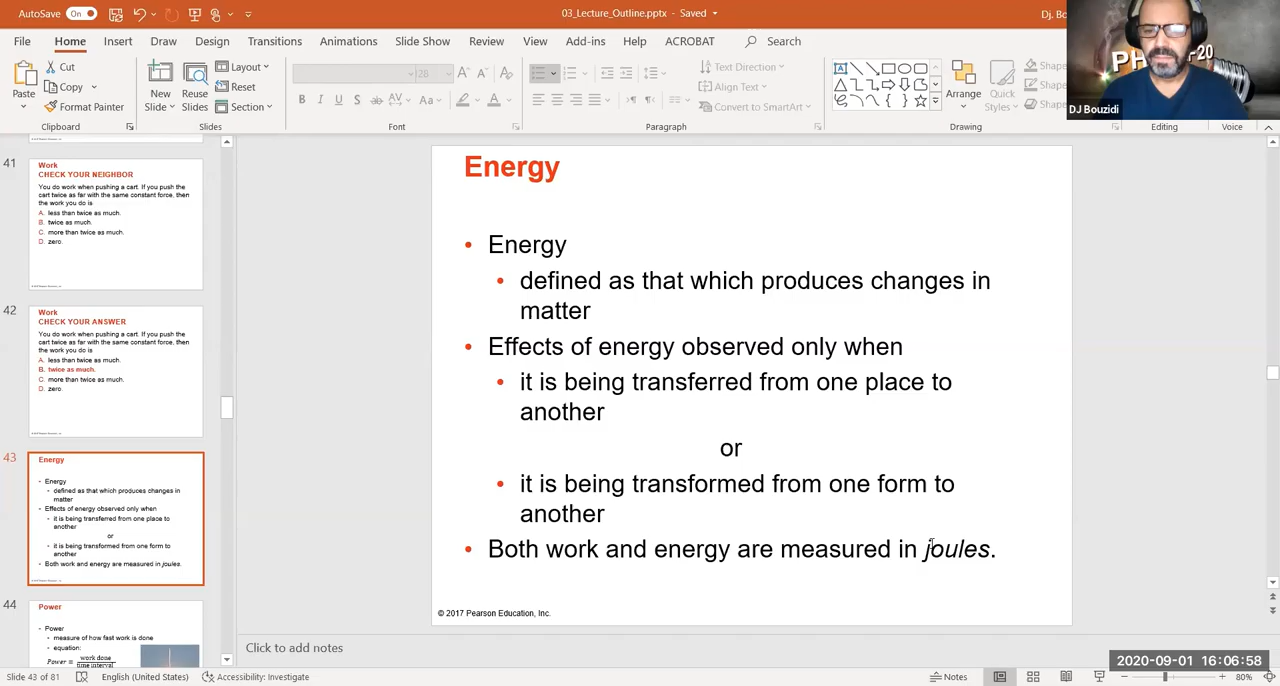 AutoSave On
03_Lecture_Outline.pptx - Saved
Dj. Bo
File Home Insert Draw Design Transitions Animations Slide Show Review View Add-ins Help ACROBAT Search
Paste
Cut
Copy
Format Painter
Clipboard
New Slide
Reuse Slides
Layout
Reset
Section
Slides
28
Font
Text Direction
Align Text
Convert to SmartArt
Paragraph
Arrange
Quick Styles
Shape
Shape
Shape
Drawing
Editing
Voice
-20
DJ Bouzidi
41
Work
CHECK YOUR NEIGHBOR
You do work when pushing a cart. If you push the
cart twice as far with the same constant force, then
the work you do is
A. less than twice as much.
B. twice as much.
C. more than twice as much.
D. zero.
42
Work
CHECK YOUR ANSWER
You do work when pushing a cart. If you push the
cart twice as far with the same constant force, then
the work you do is
A. less than twice as much.
B. twice as much.
C. more than twice as much.
D. zero
43
Energy
• Energy
• defined as that which produces changes in
matter
• Effects of energy observed only when
• it is being transferred from one place to
another
or
• it is being transformed from one form to
another
• Both work and energy are measured in joules.
44
Power
• Power
• measure of how fast work is done
• equation:
Power = work done
time interval
Energy
• Energy
• defined as that which produces changes in
matter
• Effects of energy observed only when
• it is being transferred from one place to
another
or
• it is being transformed from one form to
another
• Both work and energy are measured in joules.
© 2017 Pearson Education, Inc.
Click to add notes
2020-09-01 16:06:58
Slide 43 of 81 English (United States) Accessibility: Investigate Notes 80%